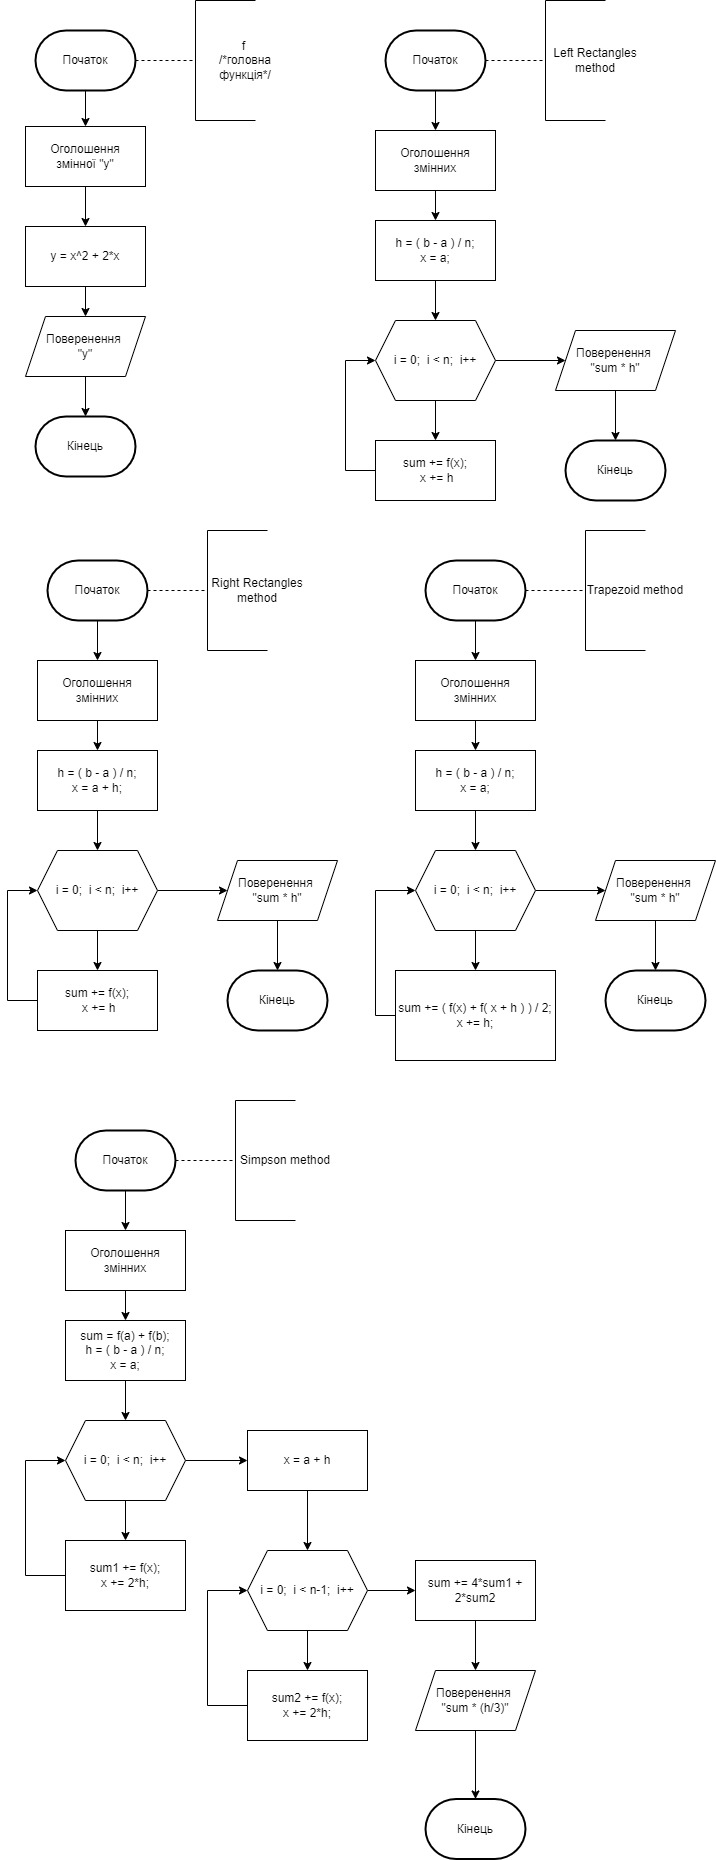 Початок
f
/*головна
функція*/
Оголошення
змінної "y"
y = x^2 + 2*x
Поверенення
"y"
Кінець
Початок
Left Rectangles
method
Оголошення
змінних
h = ( b - a ) / n;
x = a;
i = 0;  i < n;  i++
Поверенення
"sum * h"
sum += f(x);
x += h
Кінець
Початок
Right Rectangles
method
Оголошення
змінних
h = ( b - a ) / n;
x = a + h;
i = 0;  i < n;  i++
Поверенення
"sum * h"
sum += f(x);
x += h
Кінець
Початок
Trapezoid method
Оголошення
змінних
h = ( b - a ) / n;
x = a;
i = 0;  i < n;  i++
Поверенення
"sum * h"
sum += ( f(x) + f( x + h ) ) / 2;
x += h;
Кінець
Початок
Simpson method
Оголошення
змінних
sum = f(a) + f(b);
h = ( b - a ) / n;
x = a;
i = 0;  i < n;  i++
x = a + h
sum1 += f(x);
x += 2*h;
i = 0;  i < n-1;  i++
sum += 4*sum1 +
2*sum2
sum2 += f(x);
x += 2*h;
Поверенення
"sum * (h/3)"
Кінець